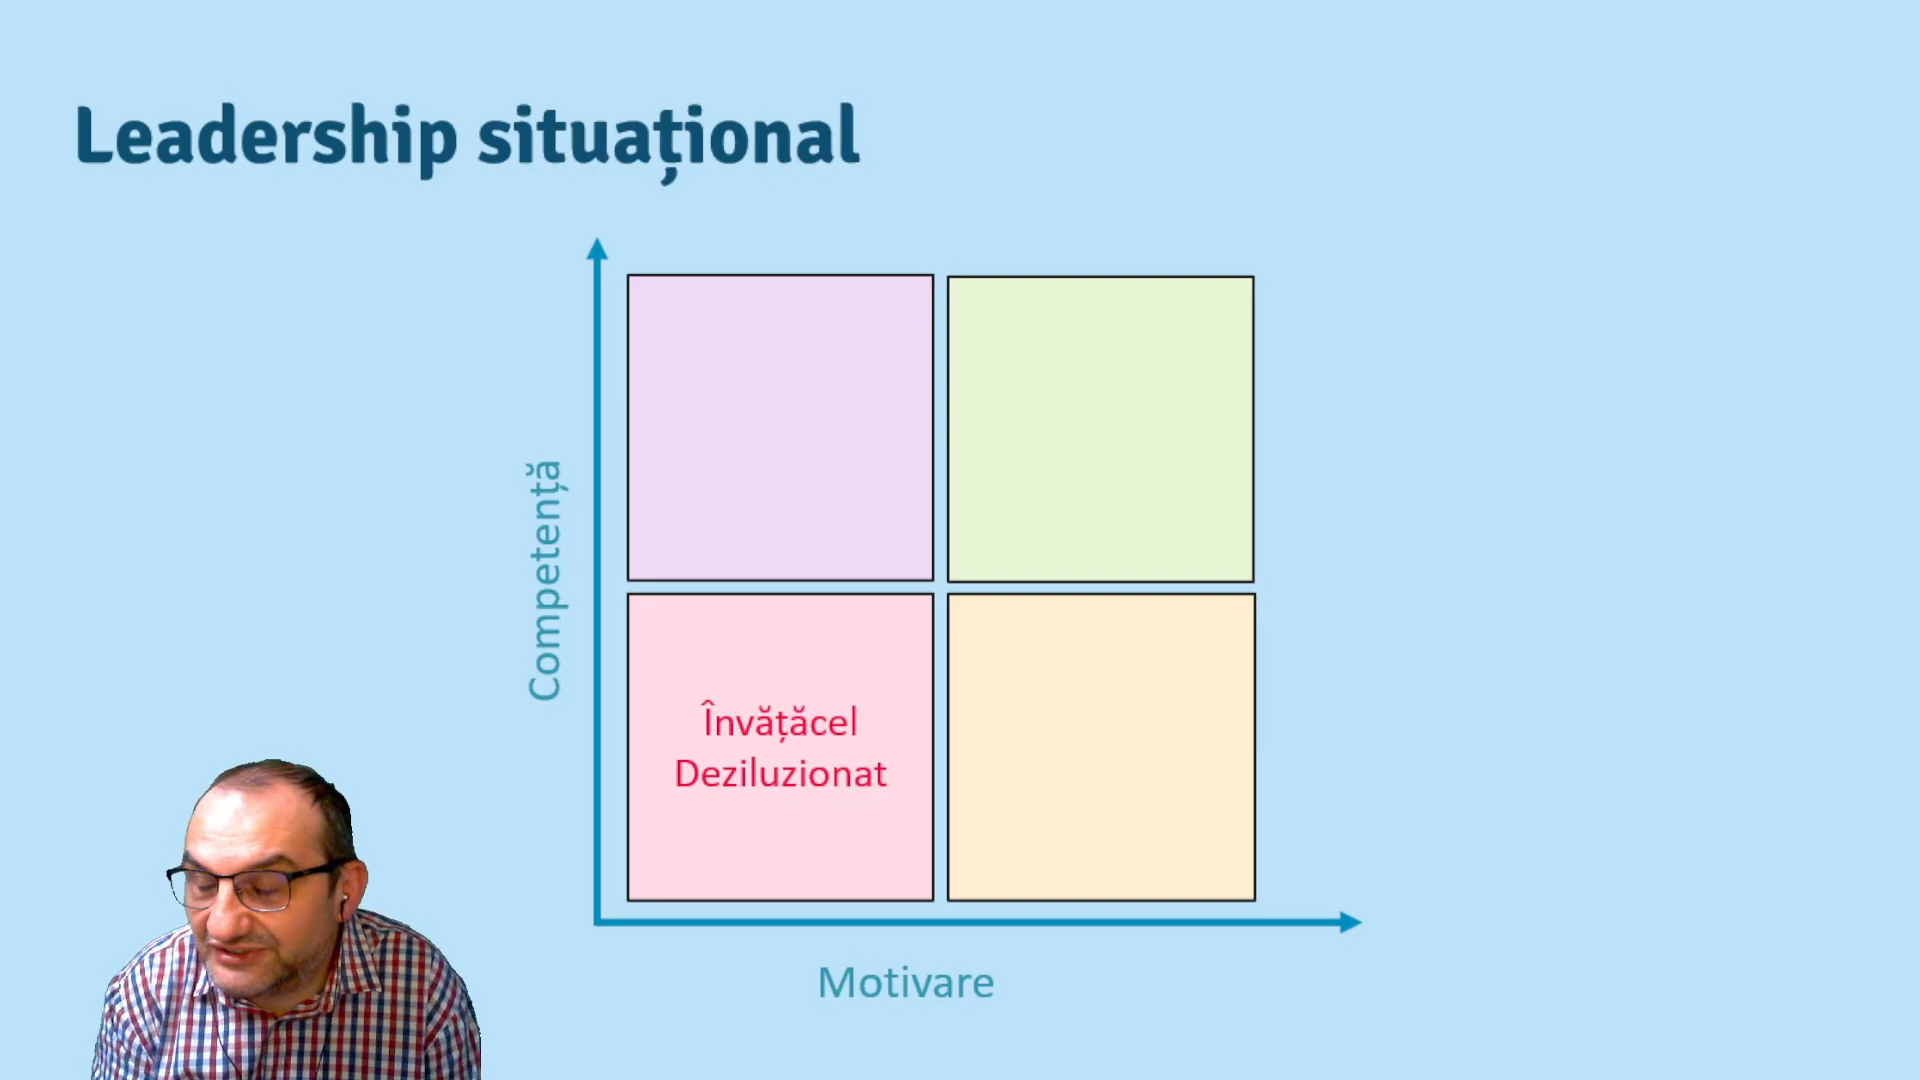 Leadership situațional
Competență
Învățăcel
Deziluzionat
Motivare